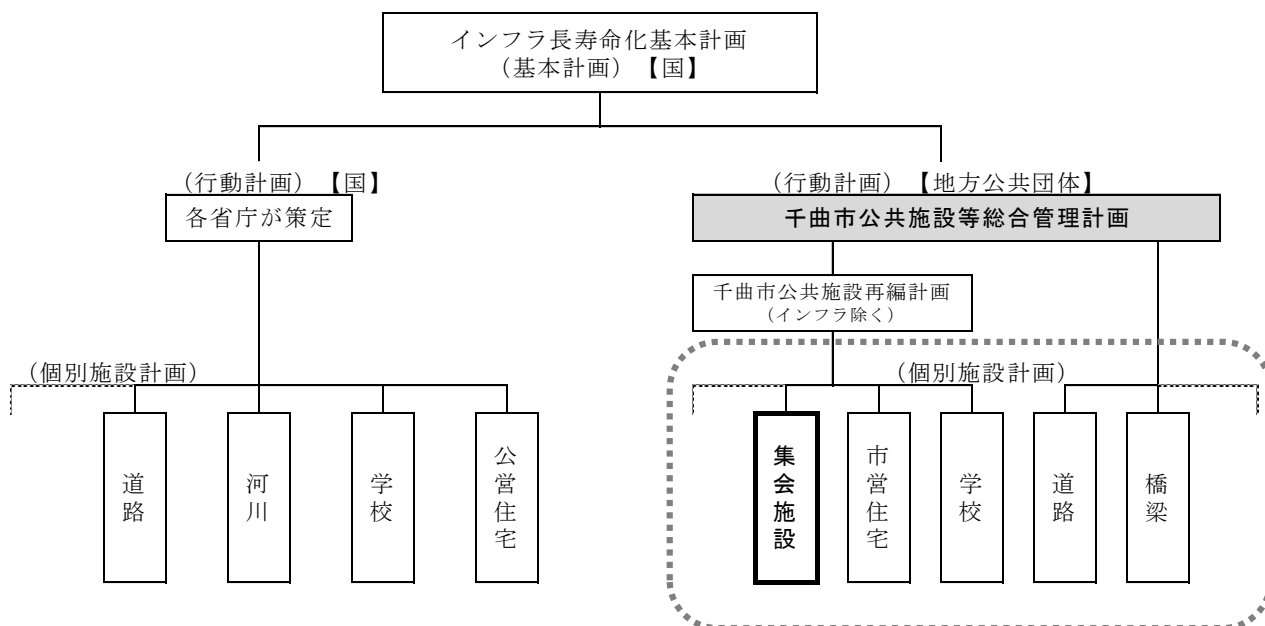 インフラ長寿命化基本計画
(基本計画)【国】
(行動計画)【国】
各省庁が策定
(行動計画)【地方公共団体】
千曲市公共施設等総合管理計画
千曲市公共施設再編計画
(インフラ除く)
(個別施設計画)
道路
河川
学校
公営住宅
(個別施設計画)
集会施設
市営住宅
学校
道路
橋梁